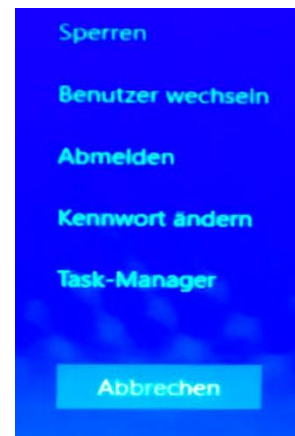 Sperren
Benutzer wechseln
Abmelden
Kennwort ändern
Task-Manager
Abbrechen